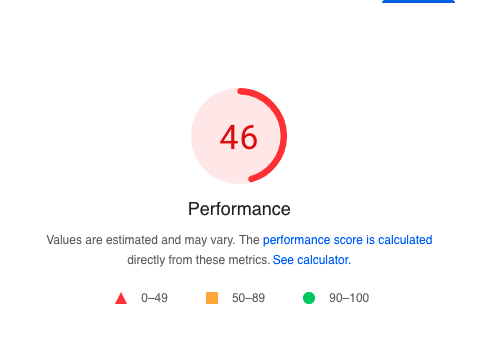 46
Performance
Values are estimated and may vary. The performance score is calculated
directly from these metrics. See calculator.
0–49 50–89 90–100